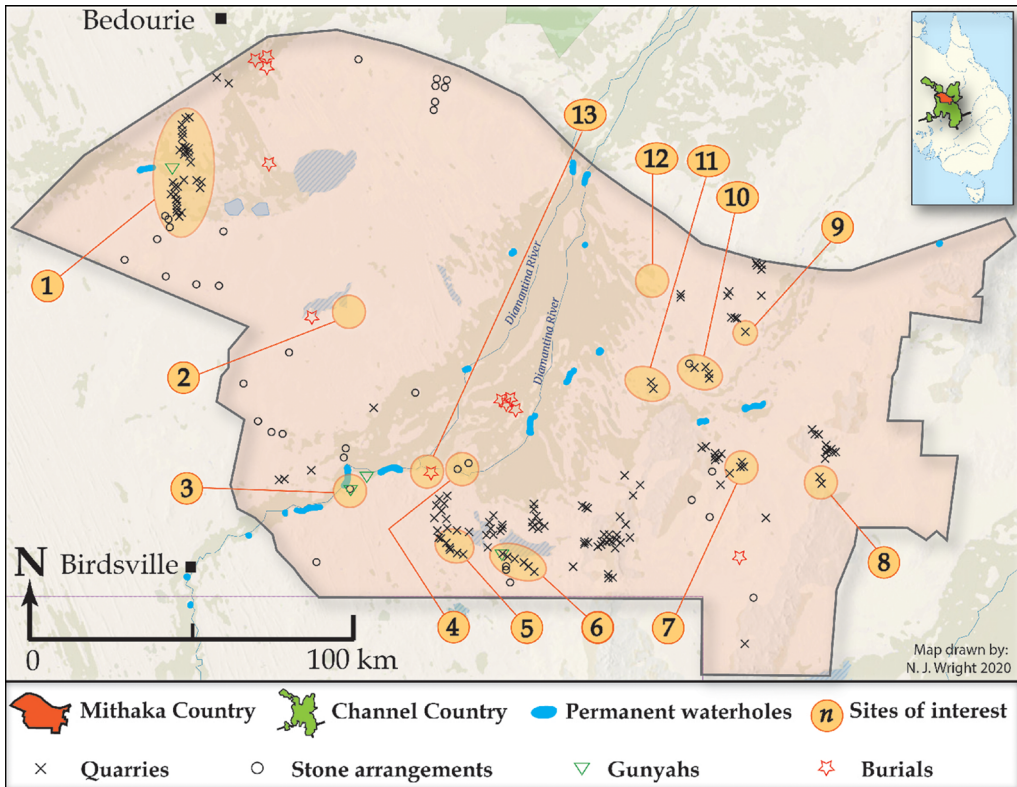 Bedourie
13
12
11
10
9
1
Diamantina River
Diamantina River
2
3
N
Birdsville
8
4
5
6
7
0
100 km
Map drawn by:
N. J. Wright 2020
Mithaka Country
Channel Country
Permanent waterholes
n
Sites of interest
Quarries
Stone arrangements
Gunyahs
Burials